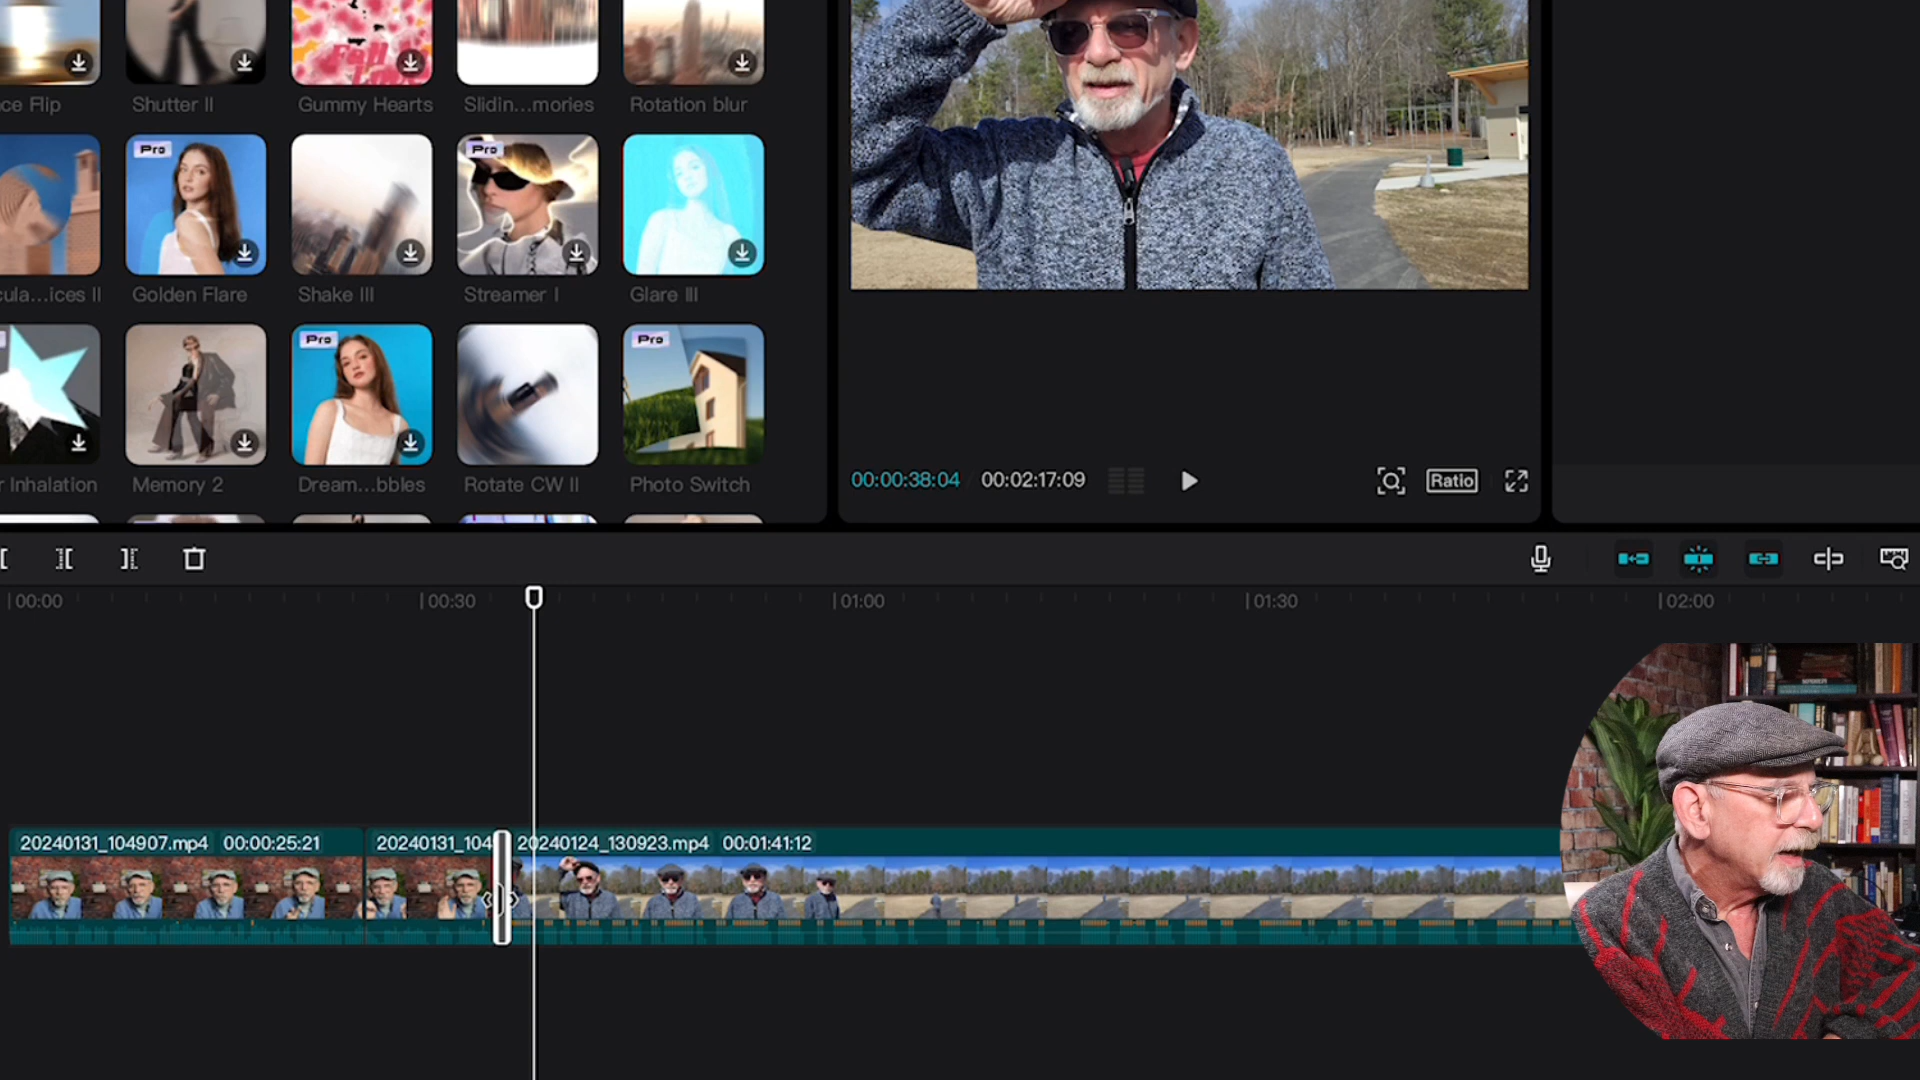 ce Flip
Shutter II
Gummy Hearts
Slidin...mories
Rotation blur
Pro
Pro
cula...ices II
Golden Flare
Shake III
Streamer I
Glare III
Pro
Pro
r Inhalation
Memory 2
Dream...bbles
Rotate CW II
Photo Switch
00:00:38:04
00:02:17:09
Ratio
00:00
00:30
01:00
01:30
02:00
20240131_104907.mp4 00:00:25:21
20240131_104
20240124_130923.mp4 00:01:41:12